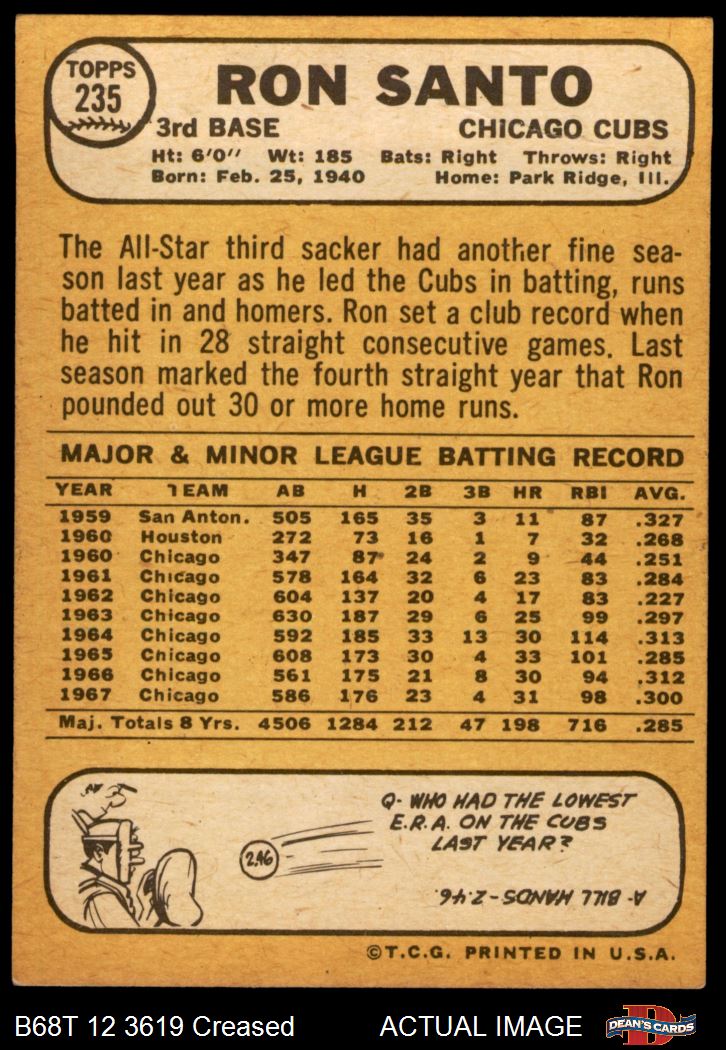 TOPPS
235
RON SANTO
3rd BASE CHICAGO CUBS
Ht: 6'0'' Wt: 185 Bats: Right Throws: Right
Born: Feb. 25, 1940 Home: Park Ridge, Ill.
The All-Star third sacker had another fine sea-
son last year as he led the Cubs in batting, runs
batted in and homers. Ron set a club record when
he hit in 28 straight consecutive games. Last
season marked the fourth straight year that Ron
pounded out 30 or more home runs.
MAJOR & MINOR LEAGUE BATTING RECORD
YEAR TEAM AB H 2B 3B HR RBI AVG.
1959 San Anton. 505 165 35 3 11 87 .327
1960 Houston 272 73 16 1 7 32 .268
1960 Chicago 347 87 24 2 9 44 .251
1961 Chicago 578 164 32 6 23 83 .284
1962 Chicago 604 137 20 4 17 83 .227
1963 Chicago 630 187 29 6 25 99 .297
1964 Chicago 592 185 33 13 30 114 .313
1965 Chicago 608 173 30 4 33 101 .285
1966 Chicago 561 175 21 8 30 94 .312
1967 Chicago 586 176 23 4 31 98 .300
Maj. Totals 8 Yrs. 4506 1284 212 47 198 716 .285
Q- WHO HAD THE LOWEST
E.R.A. ON THE CUBS
LAST YEAR?
2.46
A- BILL HANDS-2.46.
©T.C.G. PRINTED IN U.S.A.
B68T 12 3619 Creased ACTUAL IMAGE
DEAN'S CARDS